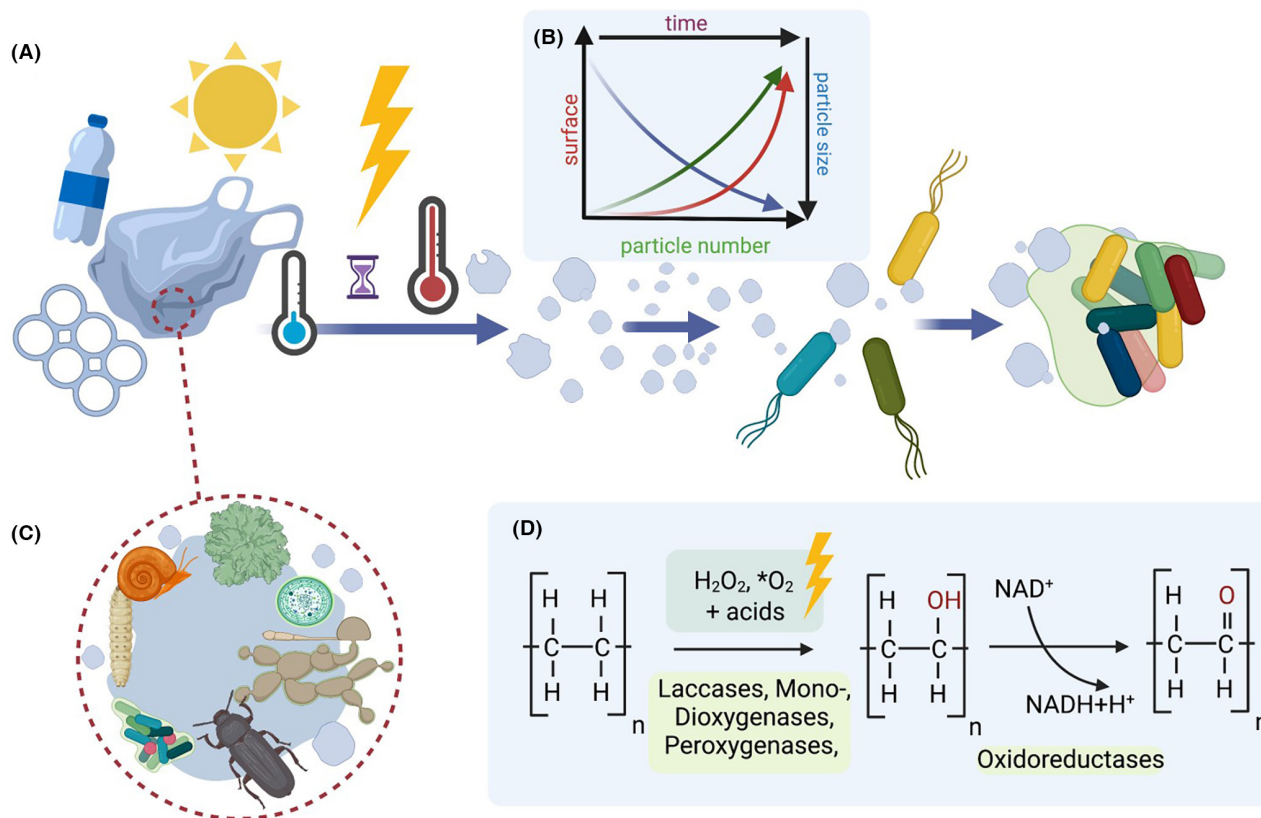 (A)
(B)
time
surface
particle size
particle number
(C)
(D)
H H
C C
H H
n
H₂O₂, *O₂
+ acids
Laccases, Mono-,
Dioxygenases,
Peroxygenases,
H OH
C C
H H
n
NAD⁺
NADH+H⁺
Oxidoreductases
H O
C C
H H
n